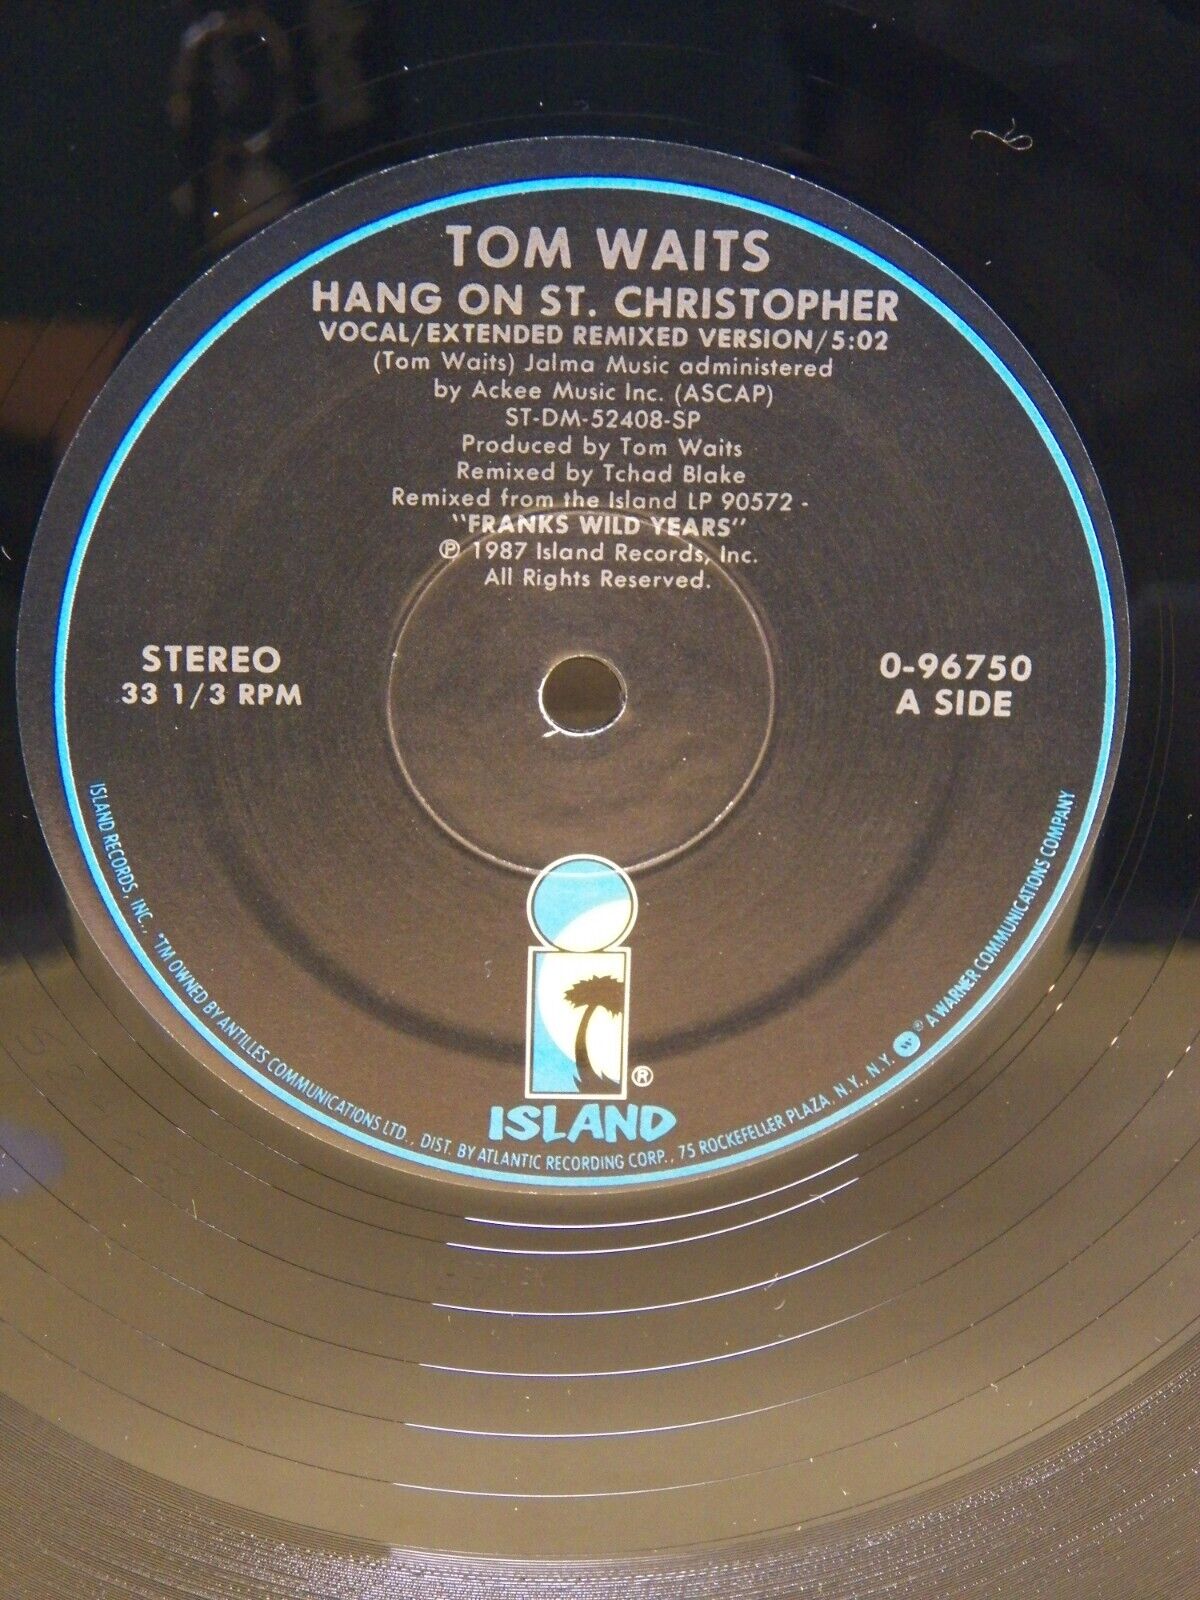 TOM WAITS
HANG ON ST. CHRISTOPHER
VOCAL/EXTENDED REMIXED VERSION/5:02
(Tom Waits) Jalma Music administered
by Ackee Music Inc. (ASCAP)
ST-DM-52408-SP
Produced by Tom Waits
Remixed by Tchad Blake
Remixed from the Island LP 90572 -
"FRANKS WILD YEARS"
℗ 1987 Island Records, Inc.
All Rights Reserved.
STEREO
33 1/3 RPM
0-96750
A SIDE
®
ISLAND
ISLAND RECORDS, INC., *TM OWNED BY ANTILLES COMMUNICATIONS LTD., DIST. BY ATLANTIC RECORDING CORP., 75 ROCKEFELLER PLAZA, N.Y., N.Y. W ® A WARNER COMMUNICATIONS COMPANY